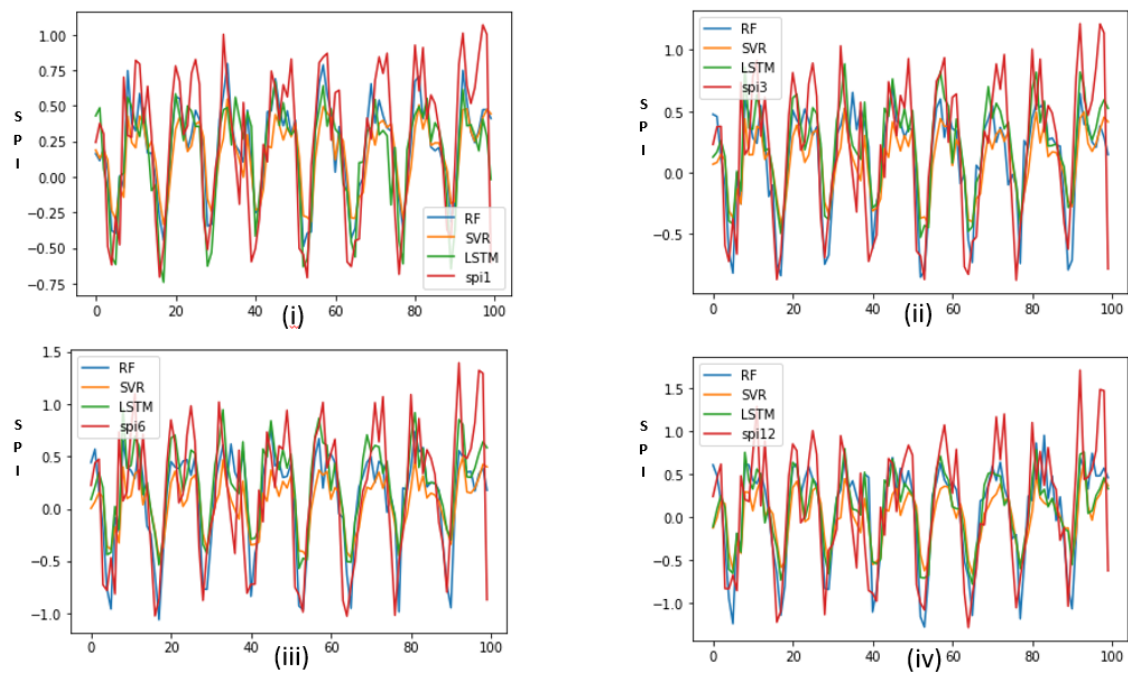 1.00
0.75
0.50
0.25
0.00
−0.25
−0.50
−0.75
S
P
I
RF
SVR
LSTM
spi1
0 20 40 60 80 100
(i)
1.0
0.5
0.0
−0.5
S
P
I
RF
SVR
LSTM
spi3
0 20 40 60 80 100
(ii)
1.5
1.0
0.5
0.0
−0.5
−1.0
S
P
I
RF
SVR
LSTM
spi6
0 20 40 60 80 100
(iii)
1.5
1.0
0.5
0.0
−0.5
−1.0
S
P
I
RF
SVR
LSTM
spi12
0 20 40 60 80 100
(iv)